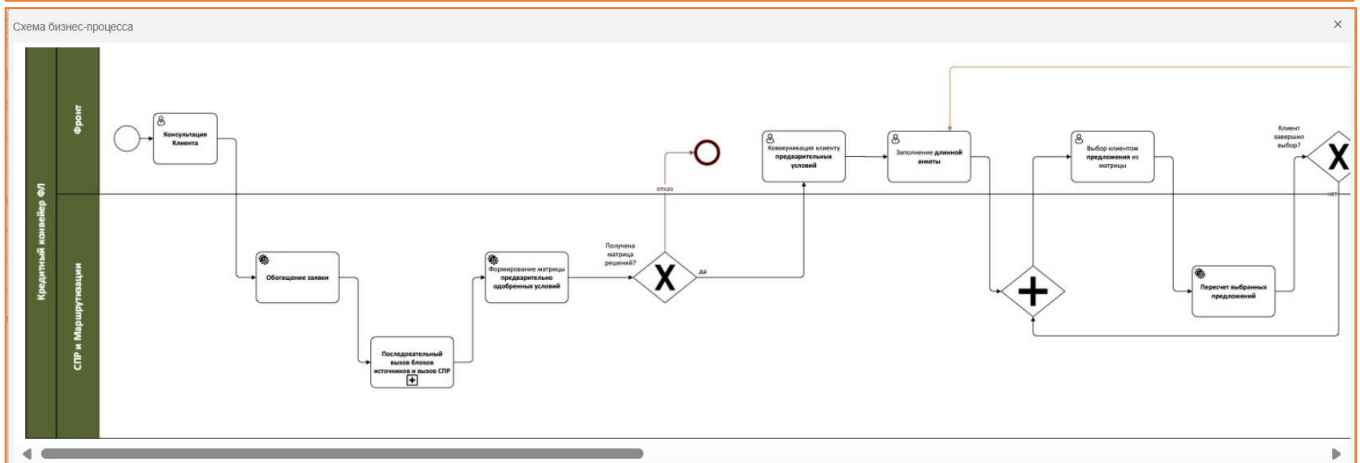 Схема бизнес-процесса
Кредитный конвейер ФЛ
Фронт
СПР и Маршрутизации
Консультация
Клиента
Обогащение заявки
Последовательный
вызов блоков
источников и вызов СПР
Формирование матрицы
предварительно
одобренных условий
Получена
матрица
решений?
отказ
да
Коммуникация клиенту
предварительных
условий
Заполнение длинной
анкеты
Выбор клиентом
предложения из
матрицы
Пересчет выбранных
предложений
Клиент
завершил
выбор?
нет